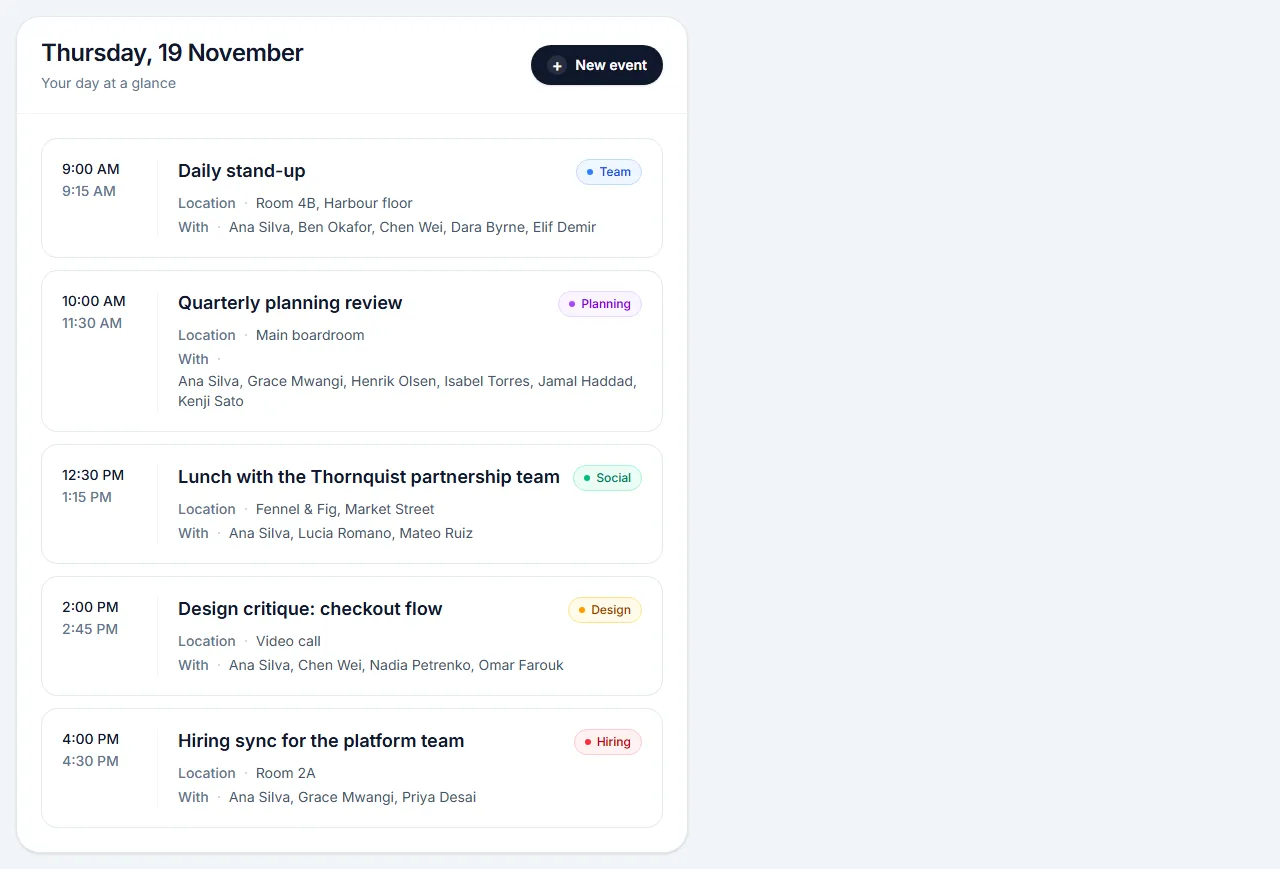 Thursday, 19 November
Your day at a glance
+ New event
9:00 AM
9:15 AM
Daily stand-up
Team
Location · Room 4B, Harbour floor
With · Ana Silva, Ben Okafor, Chen Wei, Dara Byrne, Elif Demir
10:00 AM
11:30 AM
Quarterly planning review
Planning
Location · Main boardroom
With ·
Ana Silva, Grace Mwangi, Henrik Olsen, Isabel Torres, Jamal Haddad,
Kenji Sato
12:30 PM
1:15 PM
Lunch with the Thornquist partnership team
Social
Location · Fennel & Fig, Market Street
With · Ana Silva, Lucia Romano, Mateo Ruiz
2:00 PM
2:45 PM
Design critique: checkout flow
Design
Location · Video call
With · Ana Silva, Chen Wei, Nadia Petrenko, Omar Farouk
4:00 PM
4:30 PM
Hiring sync for the platform team
Hiring
Location · Room 2A
With · Ana Silva, Grace Mwangi, Priya Desai